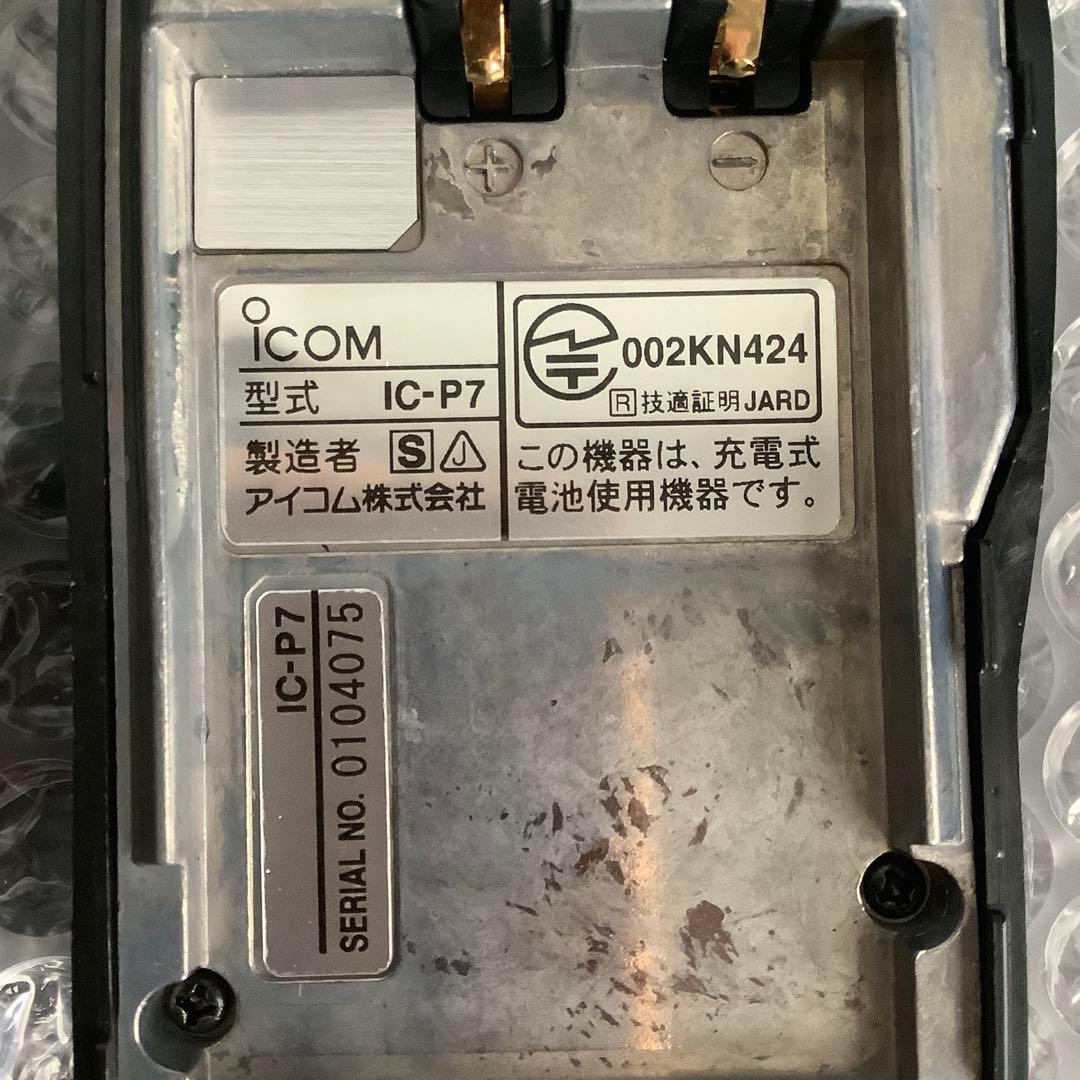 + −
ICOM
型式 IC-P7
製造者 S J
アイコム株式会社
002KN424
R 技適証明 JARD
この機器は、充電式
電池使用機器です。
IC-P7
SERIAL NO. 0104075